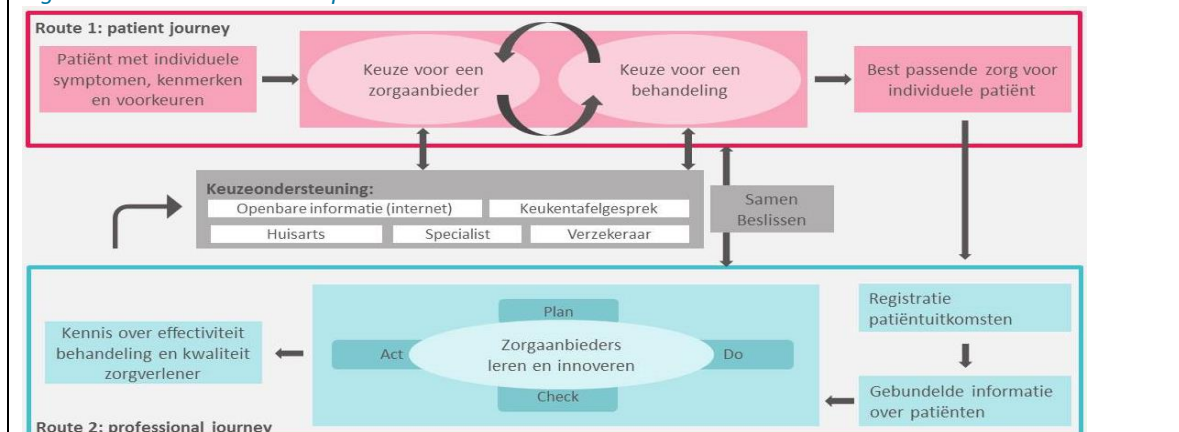 Route 1: patient journey
Patiënt met individuele
symptomen, kenmerken
en voorkeuren
Keuze voor een
zorgaanbieder
Keuze voor een
behandeling
Best passende zorg voor
individuele patiënt
Keuzeondersteuning:
Openbare informatie (internet)
Keukentafelgesprek
Huisarts
Specialist
Verzekeraar
Samen
Beslissen
Kennis over effectiviteit
behandeling en kwaliteit
zorgverlener
Plan
Act
Zorgaanbieders
leren en innoveren
Do
Check
Registratie
patiëntuitkomsten
Gebundelde informatie
over patiënten
Route 2: professional journey